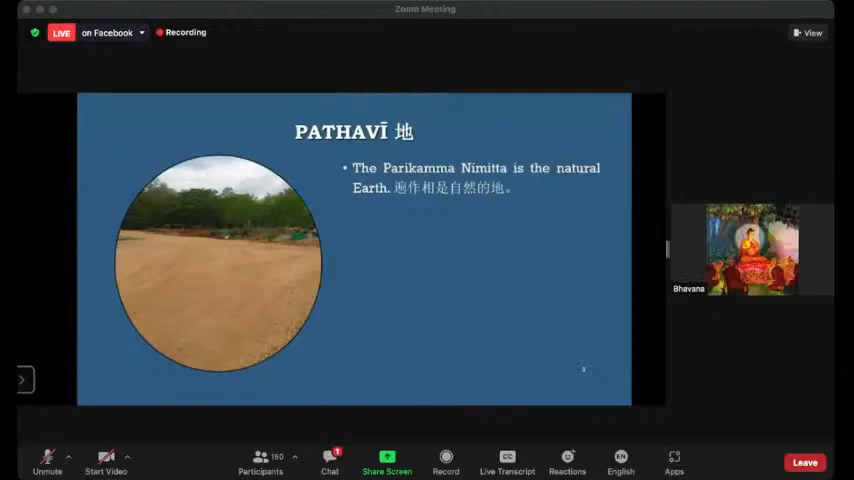 Zoom Meeting
LIVE on Facebook Recording View
PATHAVĪ 地
• The Parikamma Nimitta is the natural
Earth. 遍作相是自然的地。
Bhavana
Unmute Start Video Participants 160 Chat 1 Share Screen Record CC Live Transcript Reactions EN English Apps Leave